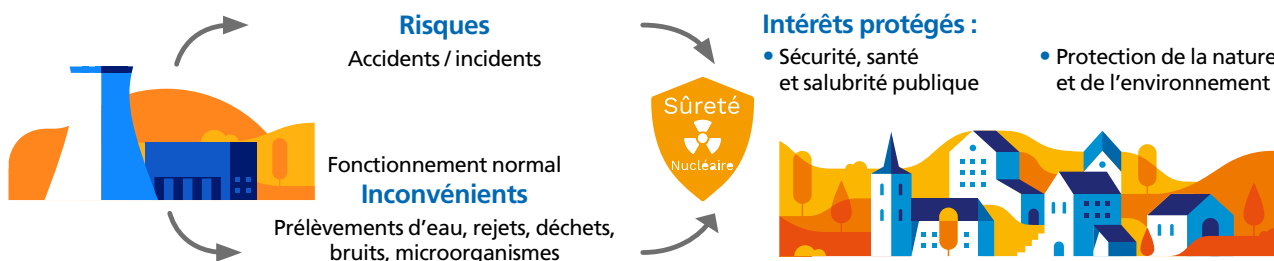 Risques
Accidents / incidents
Fonctionnement normal
Inconvénients
Prélèvements d’eau, rejets, déchets,
bruits, microorganismes
Sûreté
Nucléaire
Intérêts protégés :
• Sécurité, santé
et salubrité publique
• Protection de la nature
et de l’environnement